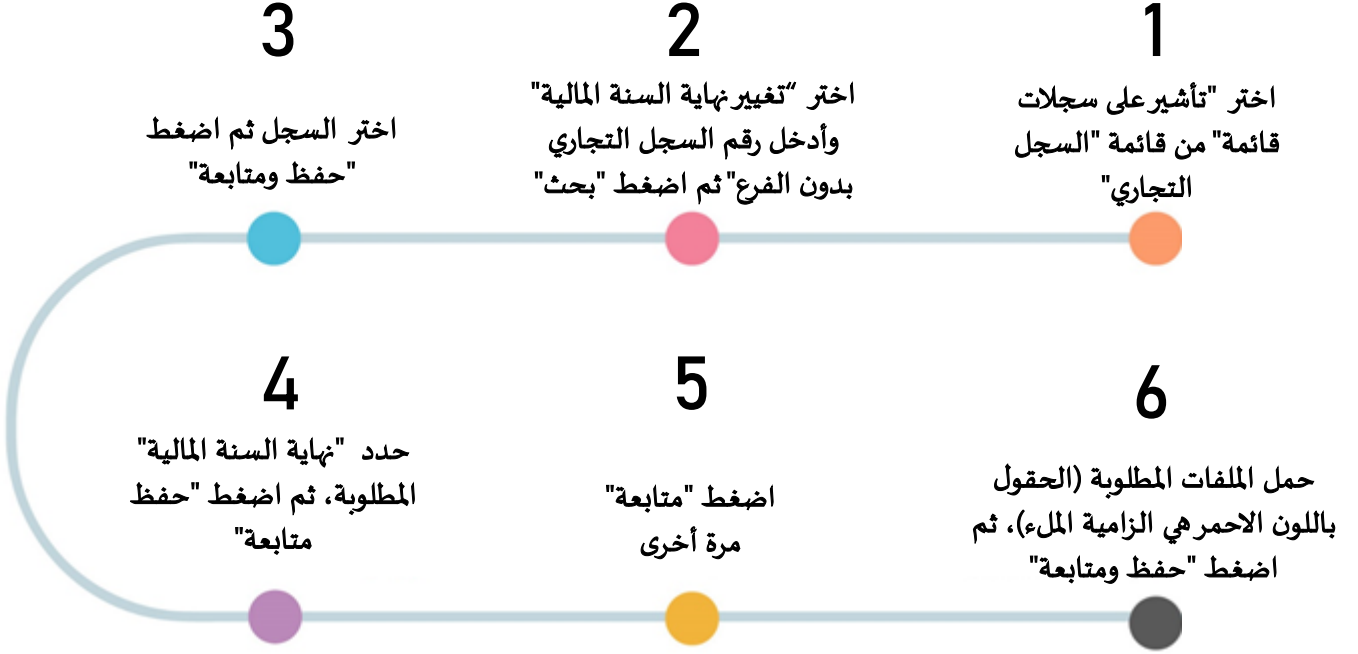 1
اختر "تأشير على سجلات
قائمة" من قائمة "السجل
التجاري"
2
اختر “تغيير نهاية السنة المالية"
وأدخل رقم السجل التجاري
بدون الفرع" ثم اضغط "بحث"
3
اختر السجل ثم اضغط
"حفظ ومتابعة"
4
حدد "نهاية السنة المالية"
المطلوبة، ثم اضغط "حفظ
متابعة"
5
اضغط "متابعة"
مرة أخرى
6
حمل الملفات المطلوبة (الحقول
باللون الاحمر هي الزامية الملء)، ثم
اضغط "حفظ ومتابعة"